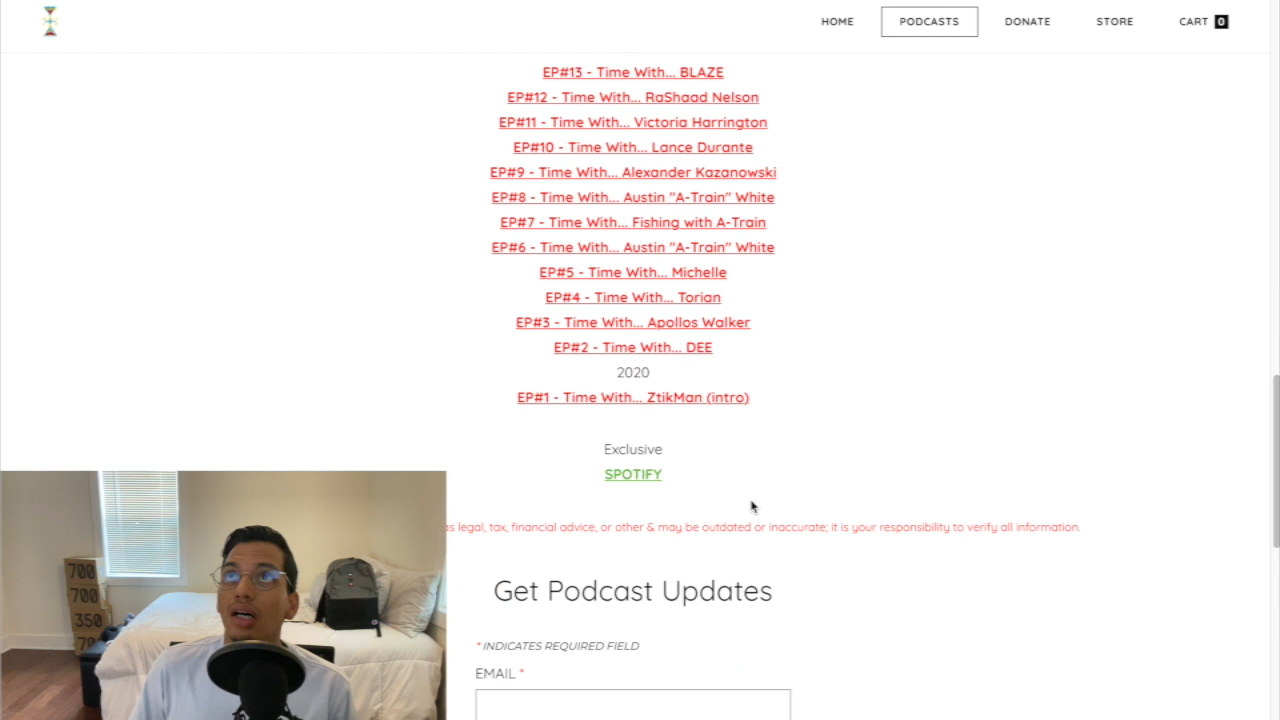 HOME PODCASTS DONATE STORE CART 0
EP#13 - Time With... BLAZE
EP#12 - Time With... RaShaad Nelson
EP#11 - Time With... Victoria Harrington
EP#10 - Time With... Lance Durante
EP#9 - Time With... Alexander Kazanowski
EP#8 - Time With... Austin "A-Train" White
EP#7 - Time With... Fishing with A-Train
EP#6 - Time With... Austin "A-Train" White
EP#5 - Time With... Michelle
EP#4 - Time With... Torian
EP#3 - Time With... Apollos Walker
EP#2 - Time With... DEE
2020
EP#1 - Time With... ZtikMan (intro)
Exclusive
SPOTIFY
as legal, tax, financial advice, or other & may be outdated or inaccurate; it is your responsibility to verify all information.
Get Podcast Updates
* INDICATES REQUIRED FIELD
EMAIL *
700
700
350